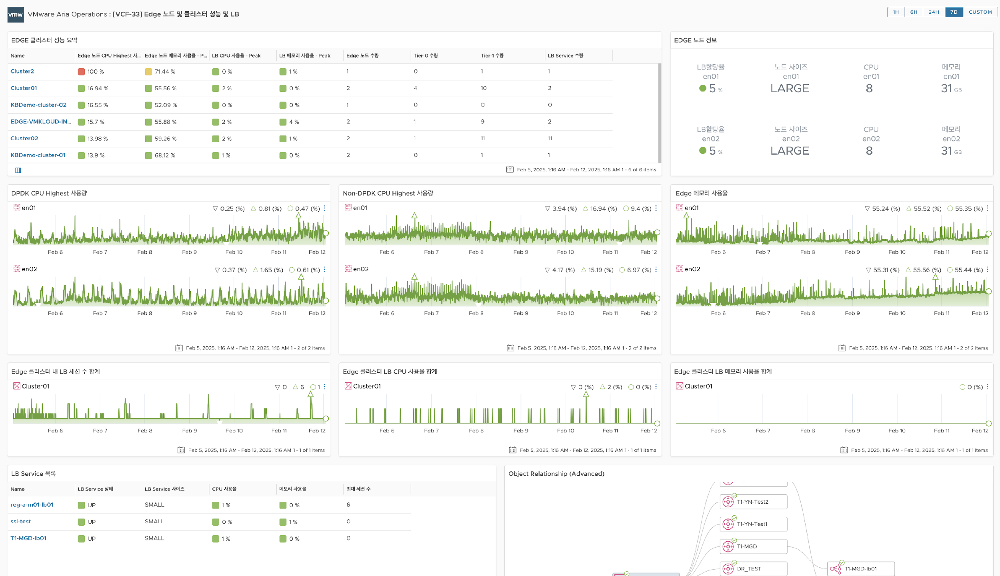 vmw VMware Aria Operations : [VCF-33] Edge 노드 및 클러스터 성능 및 LB
1H 6H 24H 7D CUSTOM
EDGE 클러스터 성능 요약
Name Edge 노드 CPU Highest 사... Edge 노드 메모리 사용율 - P... LB CPU 사용율 - Peak LB 메모리 사용율 - Peak Edge 노드 수량 Tier-0 수량 Tier-1 수량 LB Service 수량
Cluster2 100 % 71.44 % 0 % 1 % 1 0 1 1
Cluster01 16.94 % 55.56 % 2 % 0 % 2 4 10 2
KBDemo-cluster-02 16.55 % 52.09 % 0 % 0 % 1 0 0 0
EDGE-VMKLOUD-IN... 15.7 % 55.88 % 2 % 4 % 2 1 9 2
Cluster02 13.98 % 59.26 % 2 % 1 % 2 1 11 11
KBDemo-cluster-01 13.9 % 68.12 % 1 % 0 % 2 0 1 1
Feb 5, 2025, 1:16 AM - Feb 12, 2025, 1:16 AM 1 - 6 of 6 items
EDGE 노드 정보
LB할당율 노드 사이즈 CPU 메모리
en01 en01 en01 en01
5 % LARGE 8 31 GB
LB할당율 노드 사이즈 CPU 메모리
en02 en02 en02 en02
5 % LARGE 8 31 GB
DPDK CPU Highest 사용량
en01 0.25 (%) 0.81 (%) 0.47 (%)
Feb 6 Feb 7 Feb 8 Feb 9 Feb 10 Feb 11 Feb 12
en02 0.37 (%) 1.65 (%) 0.61 (%)
Feb 6 Feb 7 Feb 8 Feb 9 Feb 10 Feb 11 Feb 12
Feb 5, 2025, 1:16 AM - Feb 12, 2025, 1:16 AM 1 - 2 of 2 items
Non-DPDK CPU Highest 사용량
en01 3.94 (%) 16.94 (%) 9.4 (%)
Feb 6 Feb 7 Feb 8 Feb 9 Feb 10 Feb 11 Feb 12
en02 4.17 (%) 15.19 (%) 6.97 (%)
Feb 6 Feb 7 Feb 8 Feb 9 Feb 10 Feb 11 Feb 12
Feb 5, 2025, 1:16 AM - Feb 12, 2025, 1:16 AM 1 - 2 of 2 items
Edge 메모리 사용율
en01 55.24 (%) 55.52 (%) 55.35 (%)
Feb 6 Feb 7 Feb 8 Feb 9 Feb 10 Feb 11 Feb 12
en02 55.31 (%) 55.56 (%) 55.44 (%)
Feb 6 Feb 7 Feb 8 Feb 9 Feb 10 Feb 11 Feb 12
Feb 5, 2025, 1:16 AM - Feb 12, 2025, 1:16 AM 1 - 2 of 2 items
Edge 클러스터 내 LB 세션 수 합계
Cluster01 0 6 1
Feb 6 Feb 7 Feb 8 Feb 9 Feb 10 Feb 11 Feb 12
Feb 5, 2025, 1:16 AM - Feb 12, 2025, 1:16 AM 1 - 1 of 1 items
Edge 클러스터 LB CPU 사용율 합계
Cluster01 0 (%) 2 (%) 0 (%)
Feb 6 Feb 7 Feb 8 Feb 9 Feb 10 Feb 11 Feb 12
Feb 5, 2025, 1:16 AM - Feb 12, 2025, 1:16 AM 1 - 1 of 1 items
Edge 클러스터 LB 메모리 사용율 합계
Cluster01 0 (%)
Feb 6 Feb 7 Feb 8 Feb 9 Feb 10 Feb 11 Feb 12
Feb 5, 2025, 1:16 AM - Feb 12, 2025, 1:16 AM 1 - 1 of 1 items
LB Service 목록
Name LB Service 상태 LB Service 사이즈 CPU 사용율 메모리 사용율 최대 세션 수
reg-a-m01-lb01 UP SMALL 1 % 0 % 6
ssl-test UP SMALL 0 % 1 % 0
T1-MGD-lb01 UP SMALL 1 % 0 % 0
Object Relationship (Advanced)
T1-YN-Test2
T1-YN-Test1
T1-MGD
DR_TEST T1-MGD-lb01